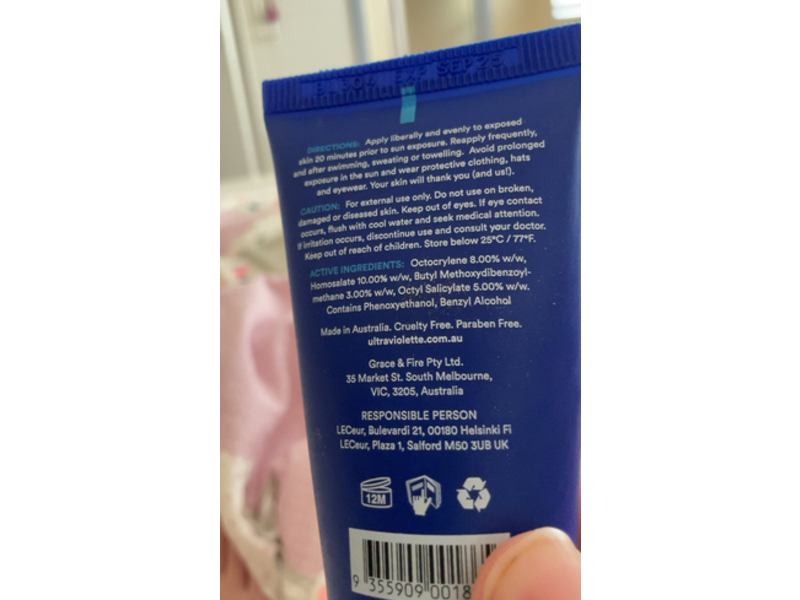 B: 304 EXP SEP 25
DIRECTIONS: Apply liberally and evenly to exposed
skin 20 minutes prior to sun exposure. Reapply frequently,
and after swimming, sweating or towelling. Avoid prolonged
exposure in the sun and wear protective clothing, hats
and eyewear. Your skin will thank you (and us!).
CAUTION: For external use only. Do not use on broken,
damaged or diseased skin. Keep out of eyes. If eye contact
occurs, flush with cool water and seek medical attention.
If irritation occurs, discontinue use and consult your doctor.
Keep out of reach of children. Store below 25°C / 77°F.
ACTIVE INGREDIENTS: Octocrylene 8.00% w/w,
Homosalate 10.00% w/w, Butyl Methoxydibenzoyl-
methane 3.00% w/w, Octyl Salicylate 5.00% w/w.
Contains Phenoxyethanol, Benzyl Alcohol
Made in Australia. Cruelty Free. Paraben Free.
ultraviolette.com.au
Grace & Fire Pty Ltd.
35 Market St. South Melbourne,
VIC, 3205, Australia
RESPONSIBLE PERSON
LECeur, Bulevardi 21, 00180 Helsinki Fi
LECeur, Plaza 1, Salford M50 3UB UK
12M
9 355909 0018